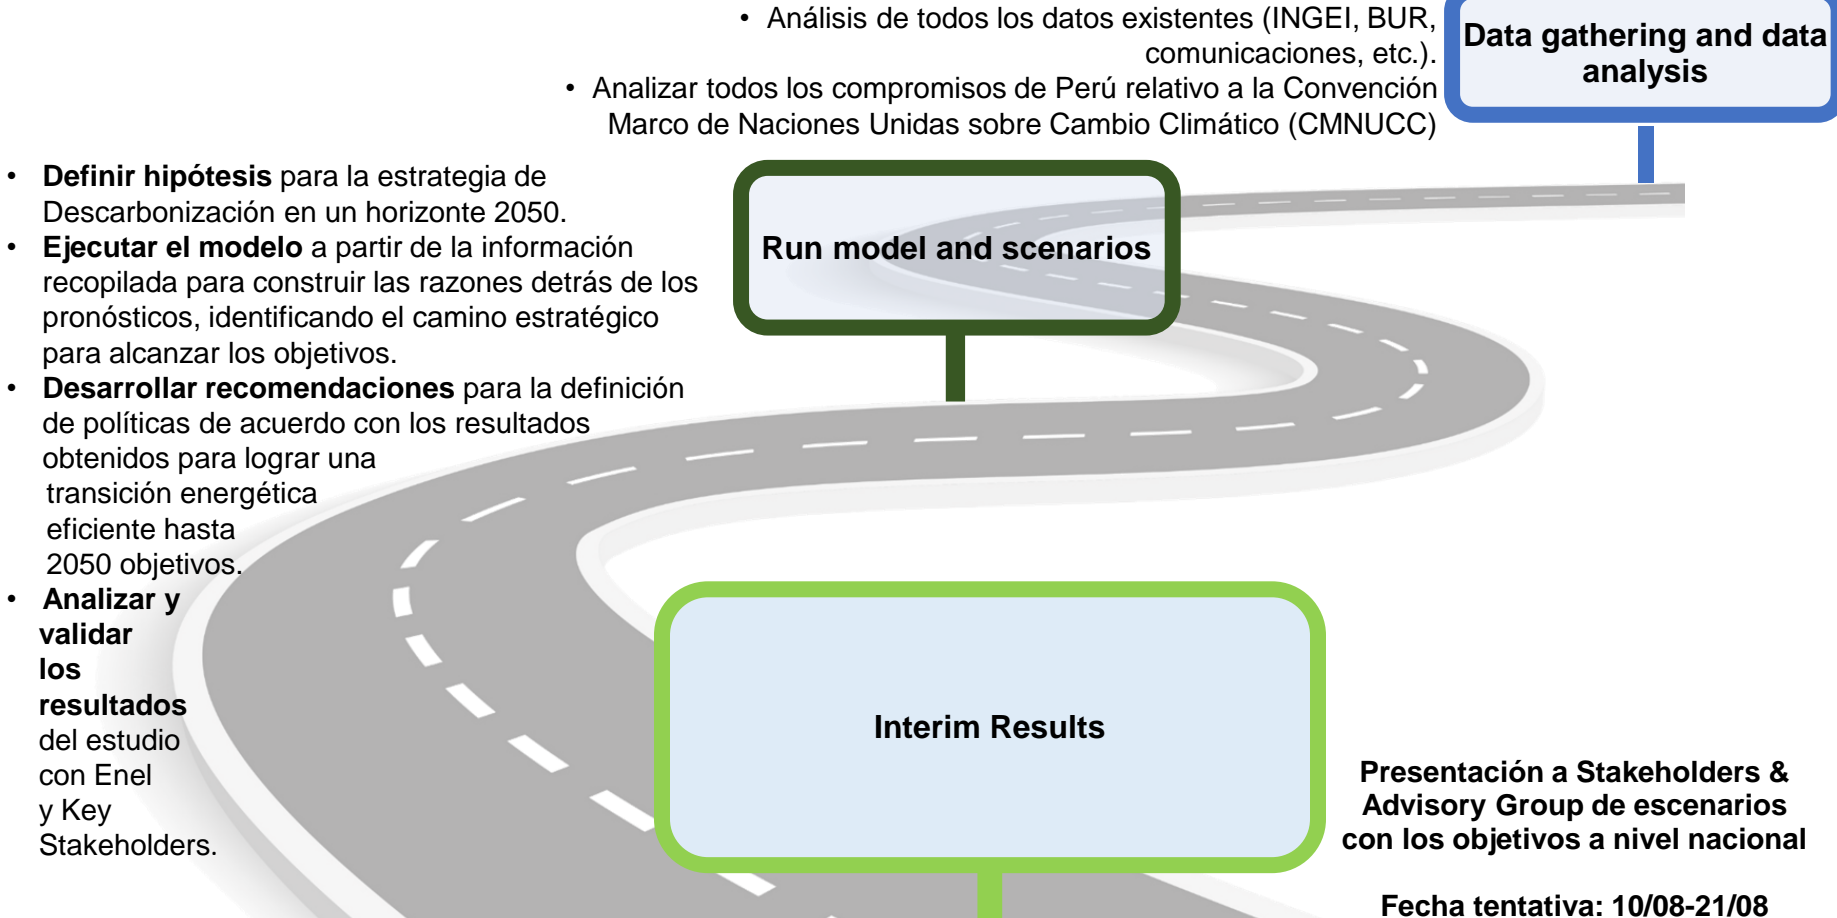 • Análisis de todos los datos existentes (INGEI, BUR,
comunicaciones, etc.).
• Analizar todos los compromisos de Perú relativo a la Convención
Marco de Naciones Unidas sobre Cambio Climático (CMNUCC)
Data gathering and data
analysis
• Definir hipótesis para la estrategia de
Descarbonización en un horizonte 2050.
• Ejecutar el modelo a partir de la información
recopilada para construir las razones detrás de los
pronósticos, identificando el camino estratégico
para alcanzar los objetivos.
• Desarrollar recomendaciones para la definición
de políticas de acuerdo con los resultados
obtenidos para lograr una
transición energética
eficiente hasta
2050 objetivos.
• Analizar y
validar
los
resultados
del estudio
con Enel
y Key
Stakeholders.
Run model and scenarios
Interim Results
Presentación a Stakeholders &
Advisory Group de escenarios
con los objetivos a nivel nacional
Fecha tentativa: 10/08-21/08